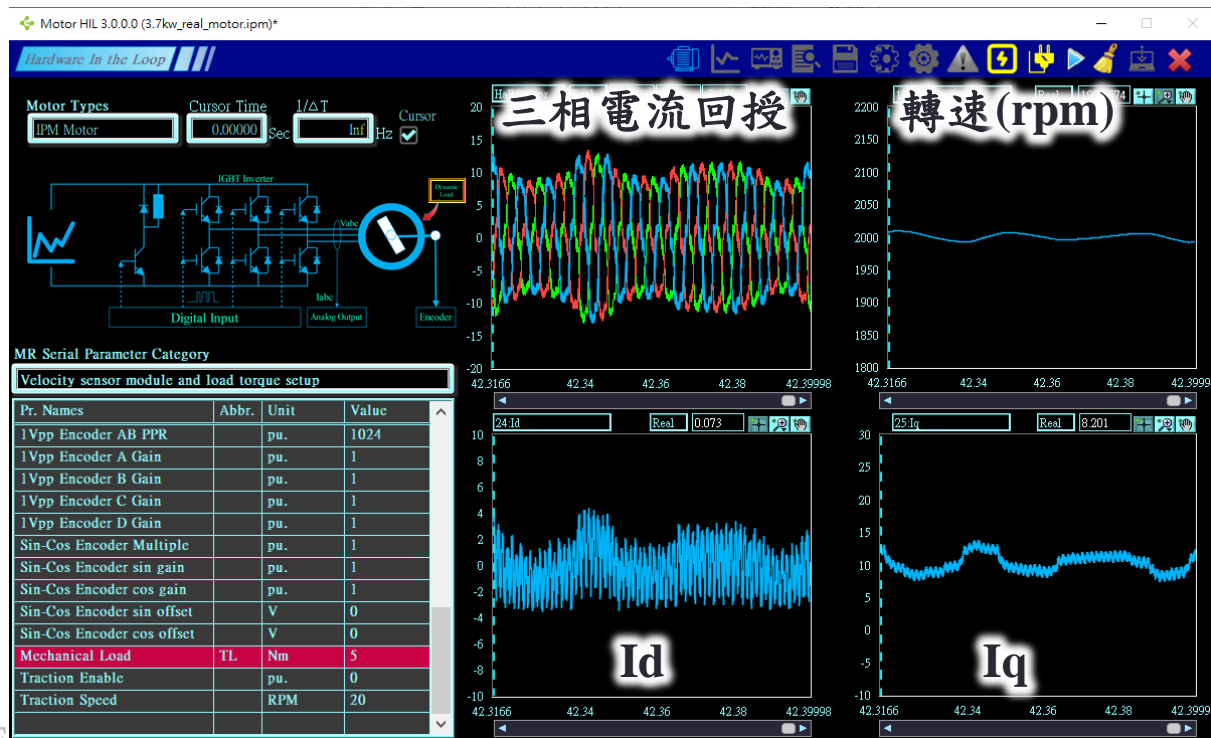 Motor HIL 3.0.0.0 (3.7kw_real_motor.ipm)*
Hardware In the Loop
Motor Types
Cursor Time
1/△T
Cursor
IPM Motor
0.00000 Sec
Inf Hz
IGBT Inverter
Dynamic Load
Vabc
Iabc
Digital Input
Analog Output
Encoder
MR Serial Parameter Category
Velocity sensor module and load torque setup
Pr. Names Abbr. Unit Value
1Vpp Encoder AB PPR pu. 1024
1Vpp Encoder A Gain pu. 1
1Vpp Encoder B Gain pu. 1
1Vpp Encoder C Gain pu. 1
1Vpp Encoder D Gain pu. 1
Sin-Cos Encoder Multiple pu. 1
Sin-Cos Encoder sin gain pu. 1
Sin-Cos Encoder cos gain pu. 1
Sin-Cos Encoder sin offset V 0
Sin-Cos Encoder cos offset V 0
Mechanical Load TL Nm 5
Traction Enable pu. 0
Traction Speed RPM 20
三相電流回授
20
15
10
5
0
-5
-10
-15
-20
42.3166 42.34 42.36 42.38 42.39998
轉速(rpm)
2200
2150
2100
2050
2000
1950
1900
1850
1800
42.3166 42.34 42.36 42.38 42.3999
24:Id Real 0.073
10
8
6
4
2
0
-2
-4
-6
-8
-10
Id
42.3166 42.34 42.36 42.38 42.39998
25:Iq Real 8.201
30
25
20
15
10
5
0
-5
-10
Iq
42.3166 42.34 42.36 42.38 42.3999